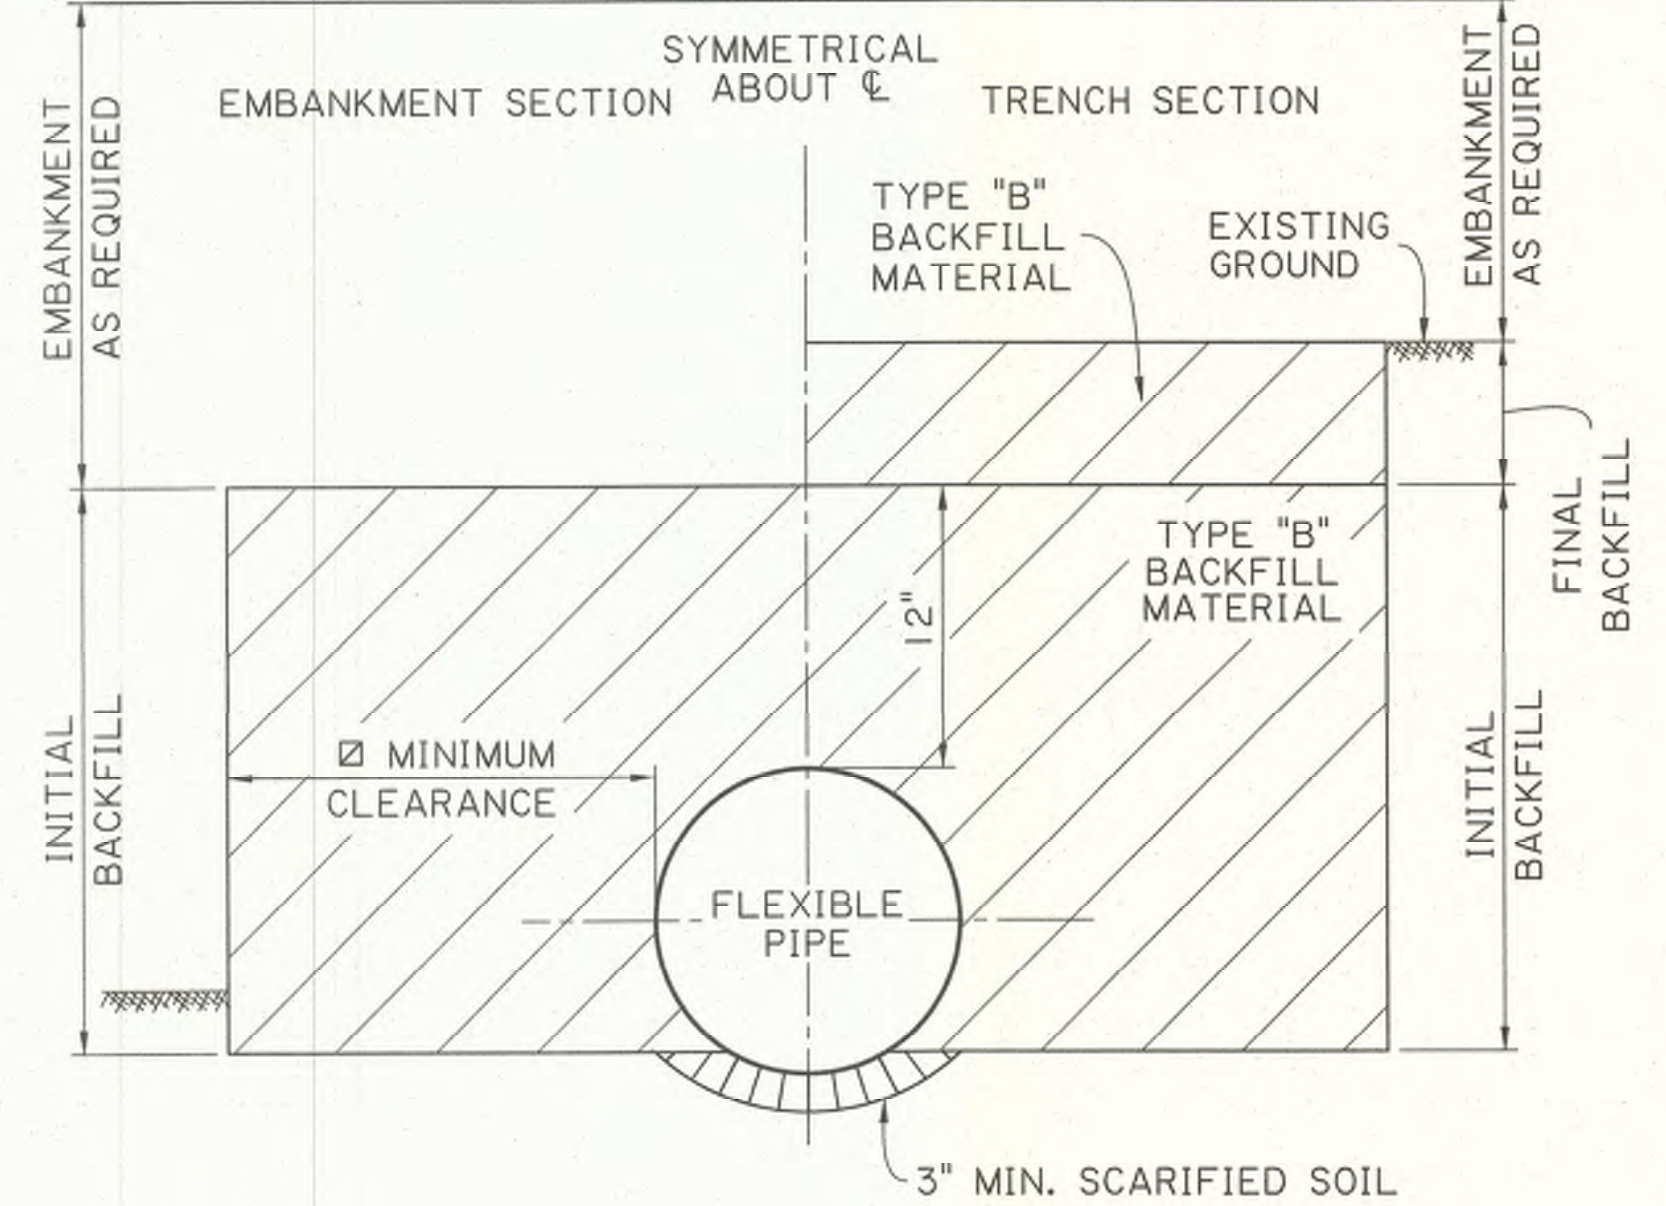 SYMMETRICAL
ABOUT ℄
EMBANKMENT SECTION
TRENCH SECTION
EMBANKMENT
AS REQUIRED
EMBANKMENT
AS REQUIRED
TYPE "B"
BACKFILL
MATERIAL
EXISTING
GROUND
TYPE "B"
BACKFILL
MATERIAL
12"
FINAL
BACKFILL
INITIAL
BACKFILL
INITIAL
BACKFILL
⍁ MINIMUM
CLEARANCE
FLEXIBLE
PIPE
3" MIN. SCARIFIED SOIL